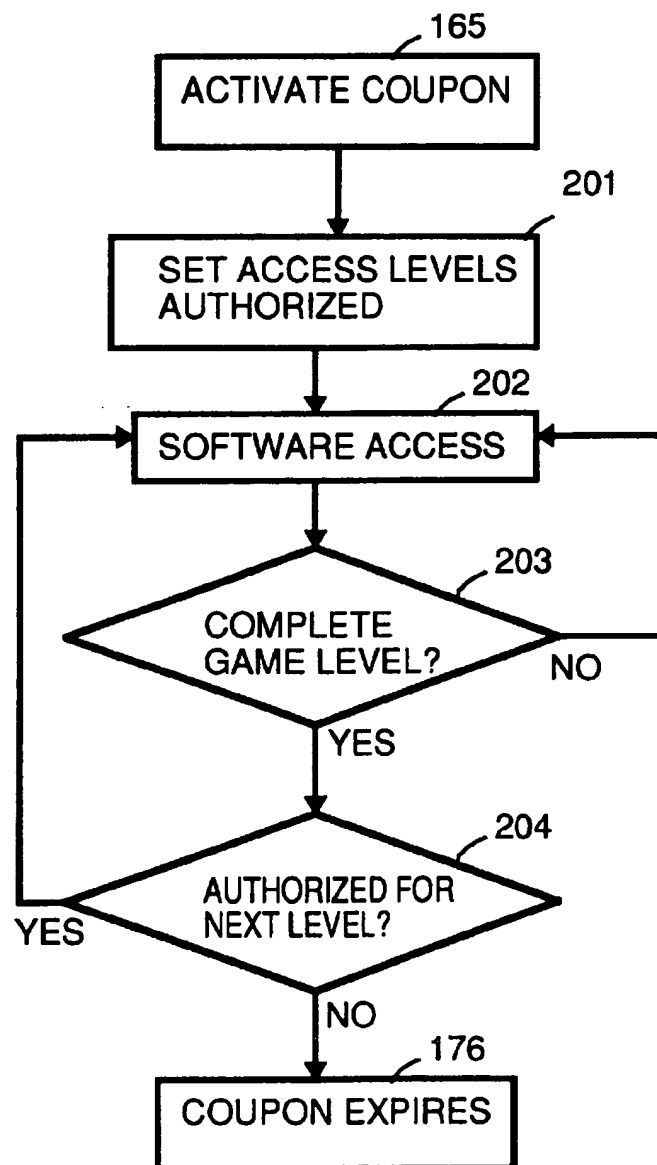 165
ACTIVATE COUPON
201
SET ACCESS LEVELS
AUTHORIZED
202
SOFTWARE ACCESS
203
COMPLETE
GAME LEVEL?
NO
YES
204
AUTHORIZED FOR
NEXT LEVEL?
YES
NO
176
COUPON EXPIRES